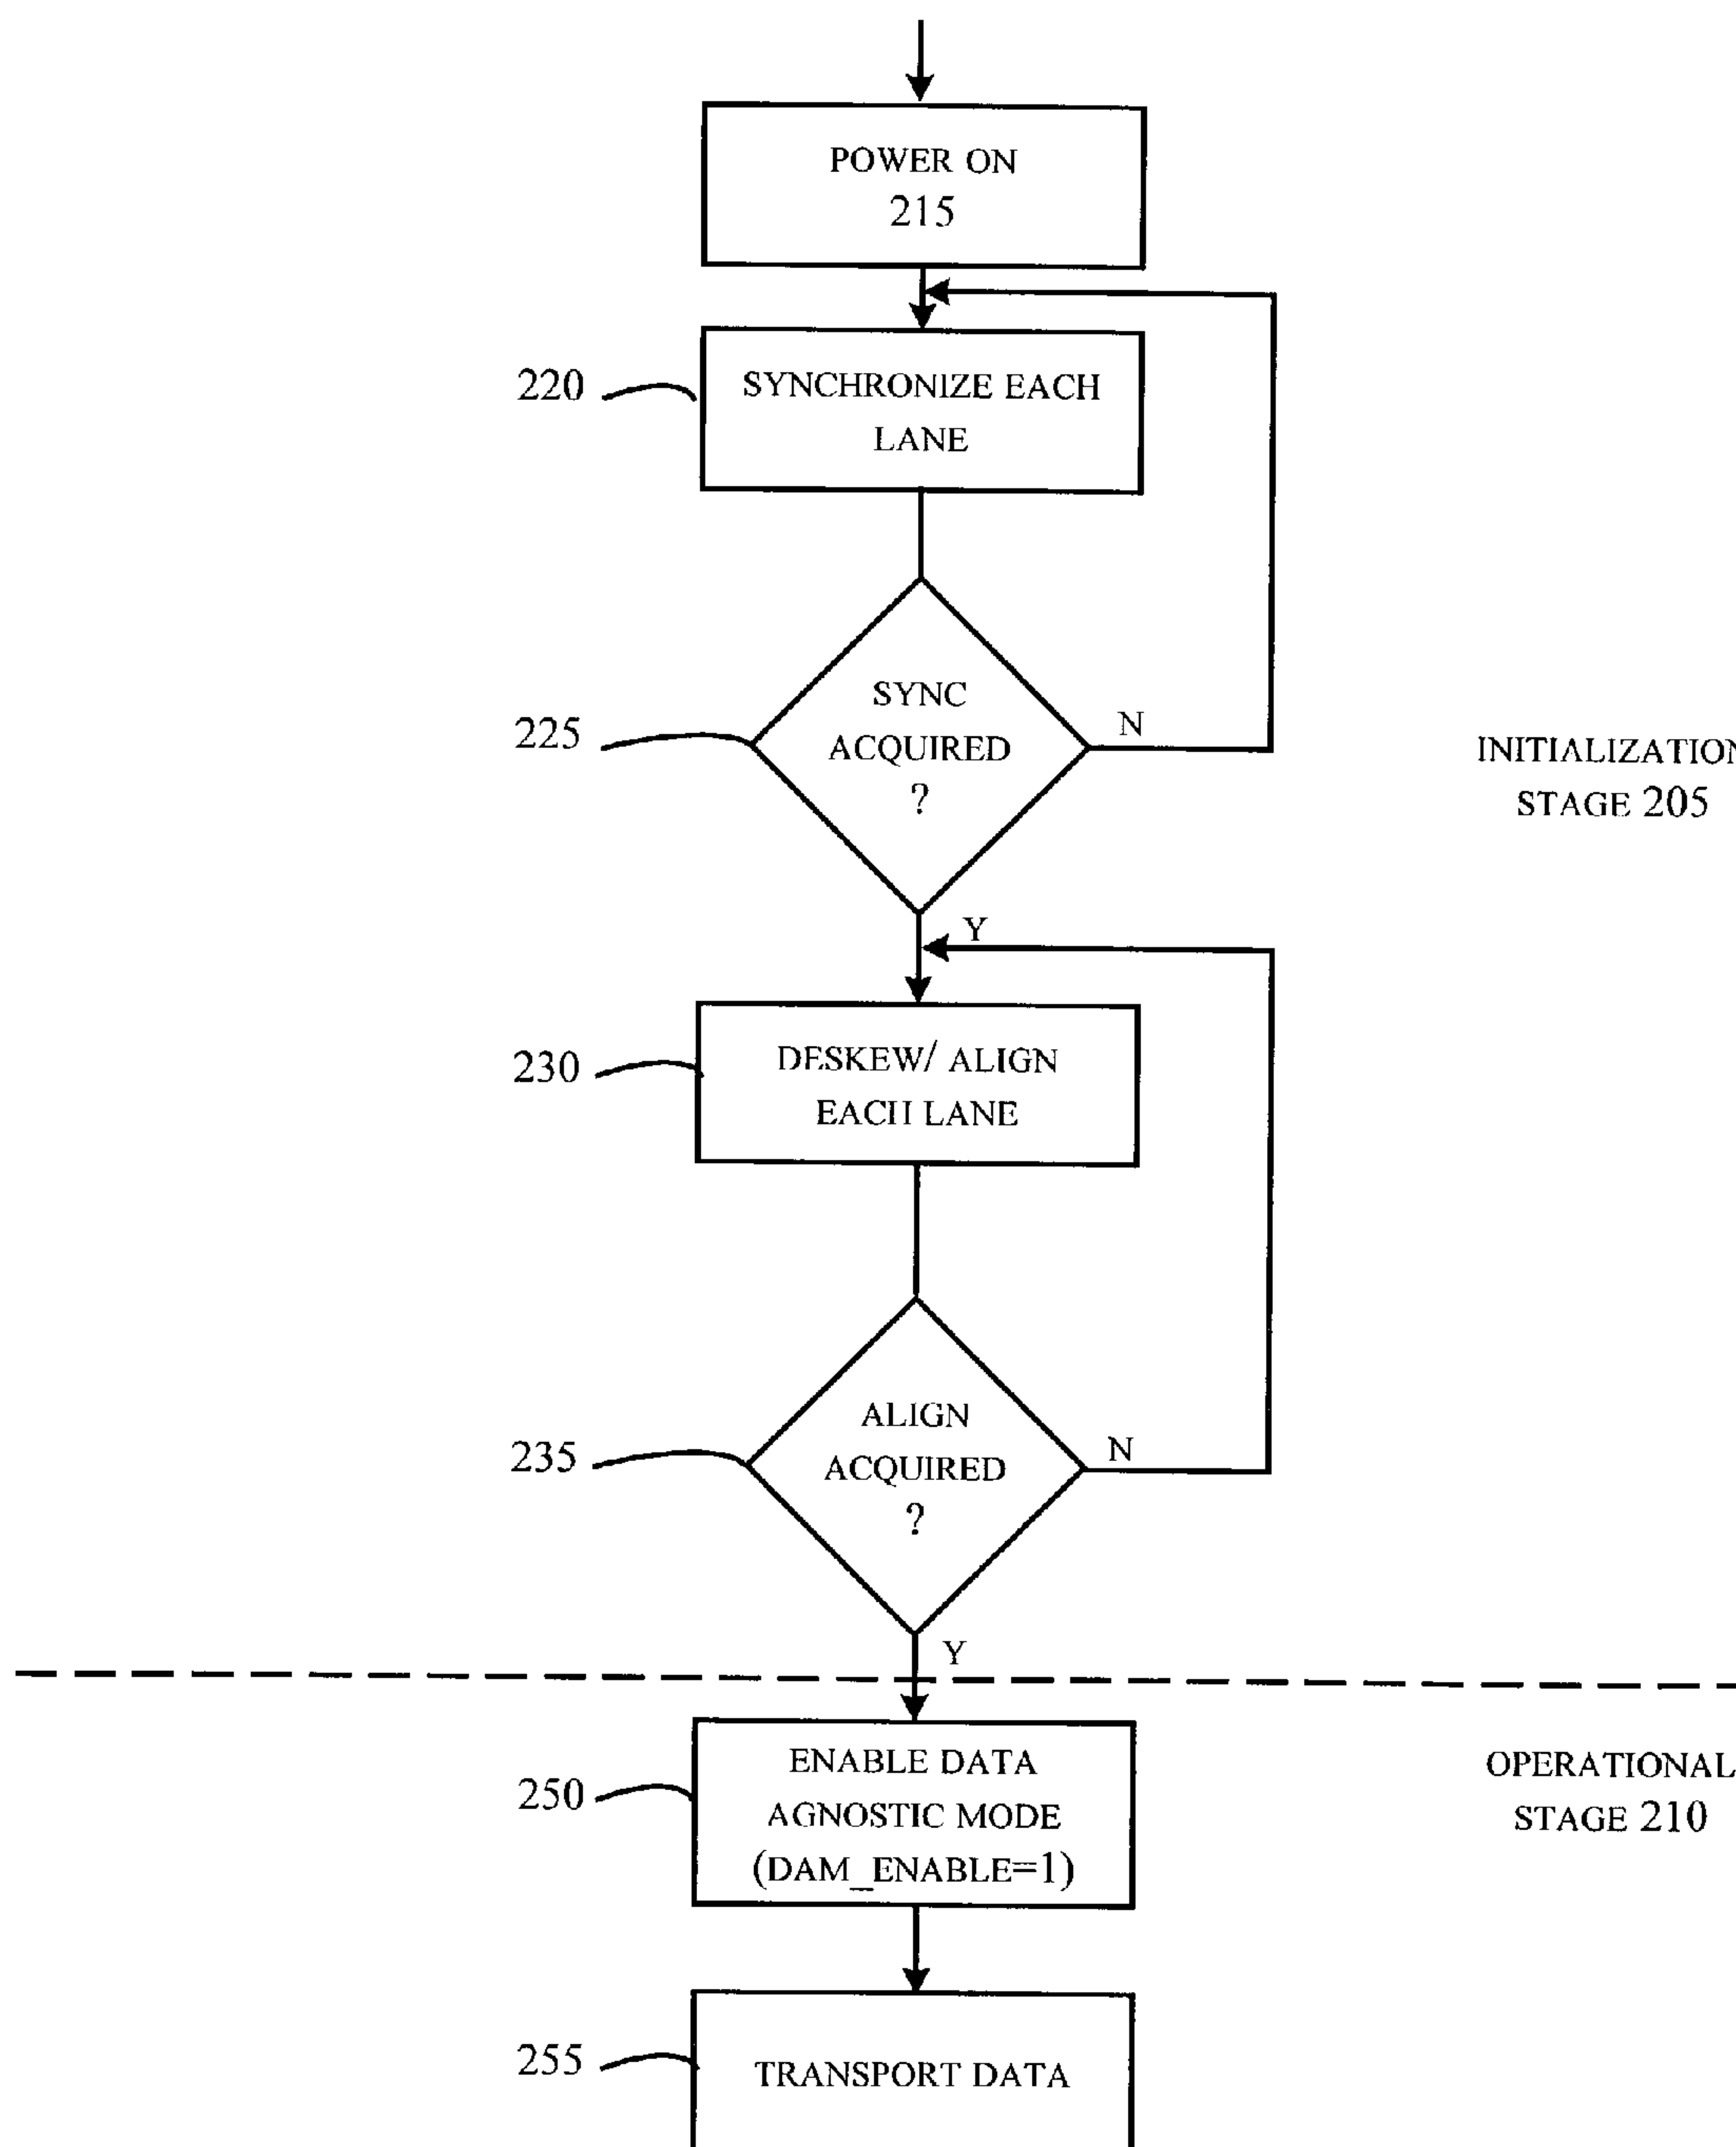 POWER ON
215
220
SYNCHRONIZE EACH
LANE
225
SYNC
ACQUIRED
?
N
INITIALIZATION
STAGE 205
Y
230
DESKEW/ ALIGN
EACH LANE
235
ALIGN
ACQUIRED
?
N
Y
250
ENABLE DATA
AGNOSTIC MODE
(DAM_ENABLE=1)
OPERATIONAL
STAGE 210
255
TRANSPORT DATA